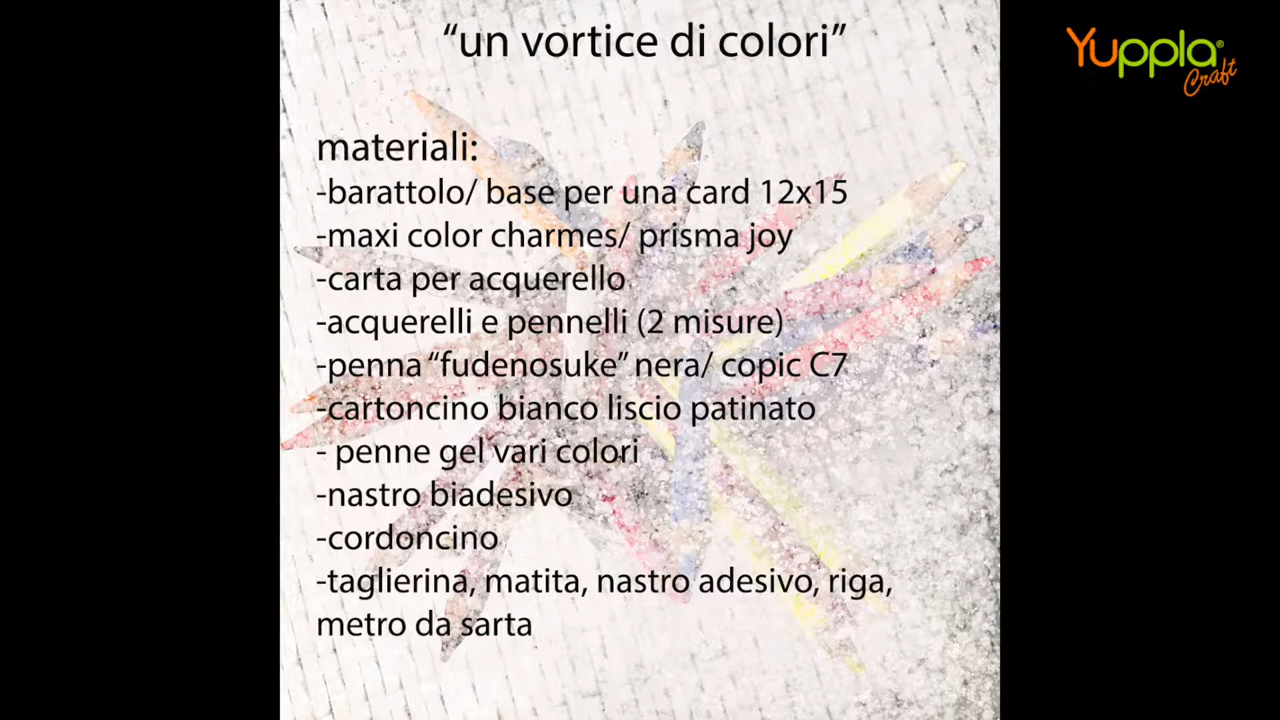 “un vortice di colori”
Yuppla®
Craft
materiali:
-barattolo/ base per una card 12x15
-maxi color charmes/ prisma joy
-carta per acquerello
-acquerelli e pennelli (2 misure)
-penna “fudenosuke” nera/ copic C7
-cartoncino bianco liscio patinato
- penne gel vari colori
-nastro biadesivo
-cordoncino
-taglierina, matita, nastro adesivo, riga,
metro da sarta